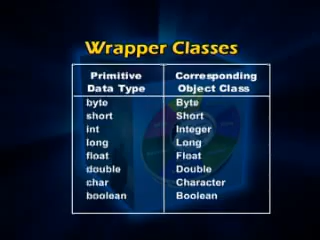 Wrapper Classes
Primitive Data Type Corresponding Object Class
byte Byte
short Short
int Integer
long Long
float Float
double Double
char Character
boolean Boolean